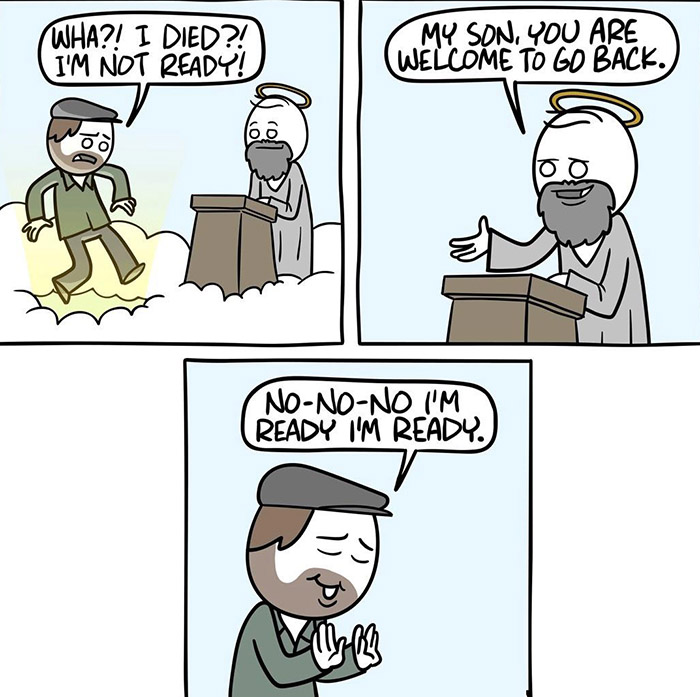 WHA?! I DIED?!
I'M NOT READY!
MY SON, YOU ARE
WELCOME TO GO BACK.
NO-NO-NO I'M
READY I'M READY.